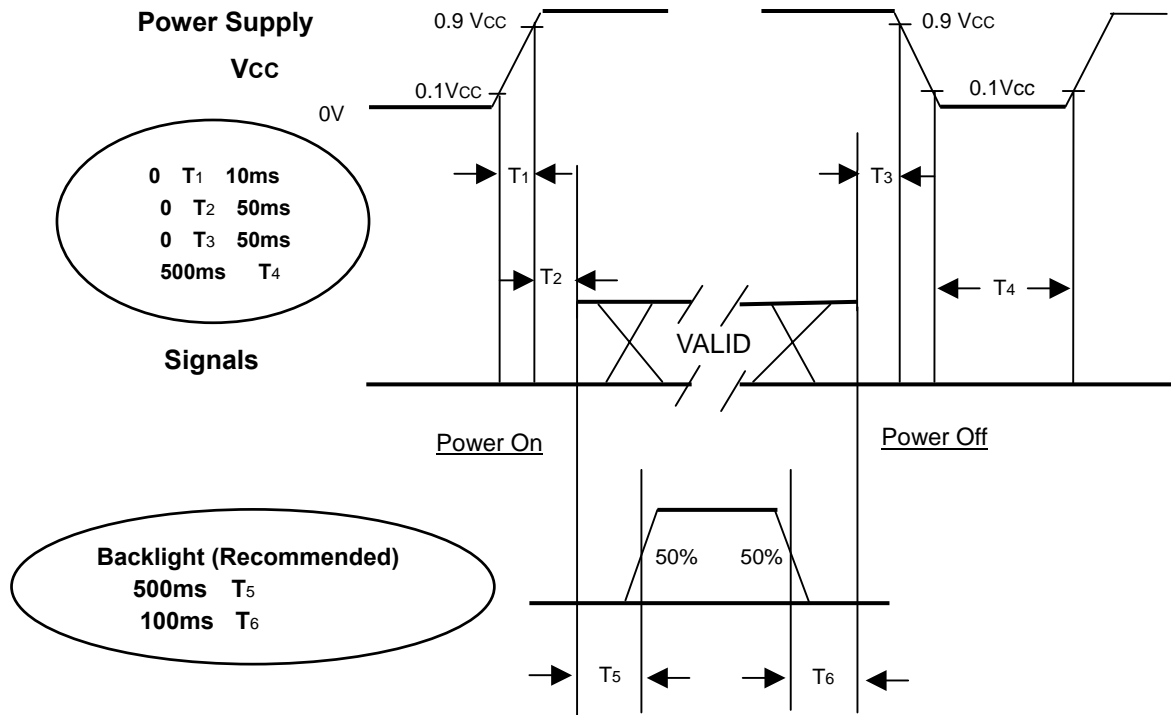 Power Supply
Vcc
0.9 Vcc
0.1Vcc
0V
0.9 Vcc
0.1Vcc
0 T1 10ms
0 T2 50ms
0 T3 50ms
500ms T4
T1
T3
T2
T4
VALID
Signals
Power On
Power Off
Backlight (Recommended)
500ms T5
100ms T6
50%
50%
T5
T6